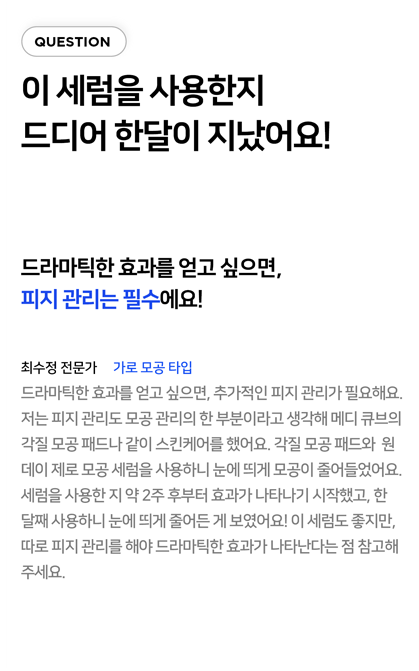 QUESTION
이 세럼을 사용한지
드디어 한달이 지났어요!
드라마틱한 효과를 얻고 싶으면,
피지 관리는 필수에요!
최수정 전문가 가로 모공 타입
드라마틱한 효과를 얻고 싶으면, 추가적인 피지 관리가 필요해요.
저는 피지 관리도 모공 관리의 한 부분이라고 생각해 메디 큐브의
각질 모공 패드나 같이 스킨케어를 했어요. 각질 모공 패드와 원
데이 제로 모공 세럼을 사용하니 눈에 띄게 모공이 줄어들었어요.
세럼을 사용한 지 약 2주 후부터 효과가 나타나기 시작했고, 한
달째 사용하니 눈에 띄게 줄어든 게 보였어요! 이 세럼도 좋지만,
따로 피지 관리를 해야 드라마틱한 효과가 나타난다는 점 참고해
주세요.